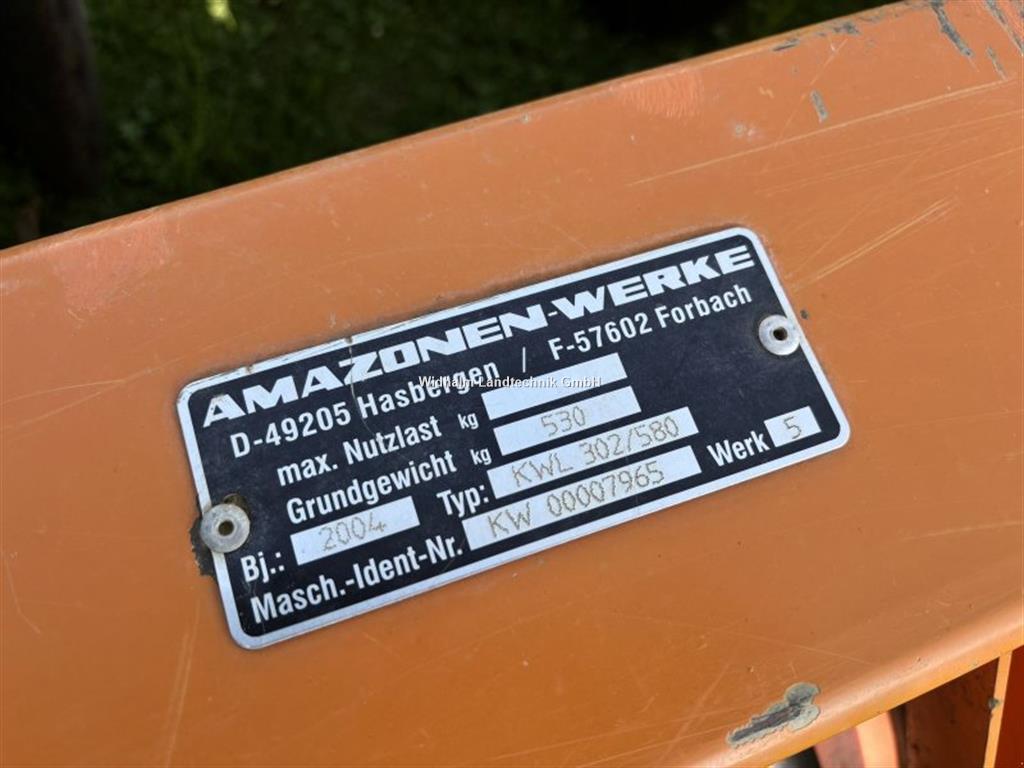 AMAZONEN-WERKE
D-49205 Hasbergen / F-57602 Forbach
Widhalm Landtechnik GmbH
max. Nutzlast kg
Grundgewicht kg 530
Bj.: 2004 Typ: KWL 302/580
Masch.-Ident-Nr. KW 00007965 Werk 5